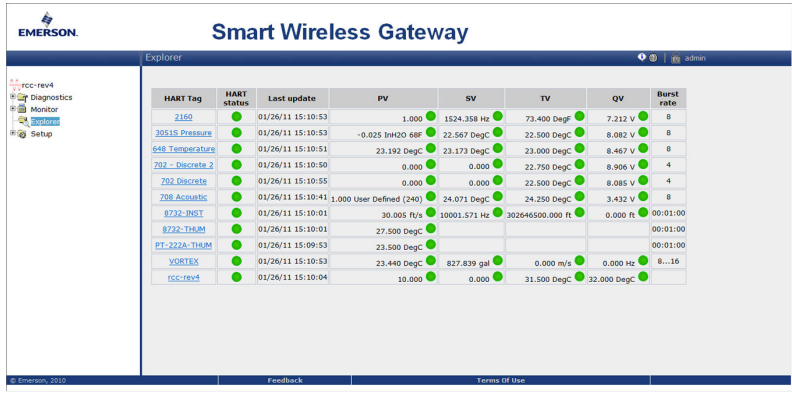 EMERSON.
Smart Wireless Gateway
Explorer
admin
rcc-rev4
Diagnostics
Monitor
Explorer
Setup
HART Tag HART status Last update PV SV TV QV Burst rate
2160 01/26/11 15:10:53 1.000 1524.358 Hz 73.400 DegF 7.212 V 8
3051S Pressure 01/26/11 15:10:53 -0.025 InH2O 68F 22.567 DegC 22.500 DegC 8.082 V 8
648 Temperature 01/26/11 15:10:51 23.192 DegC 23.173 DegC 23.000 DegC 8.467 V 8
702 - Discrete 2 01/26/11 15:10:50 0.000 0.000 22.750 DegC 8.906 V 4
702 Discrete 01/26/11 15:10:55 0.000 0.000 22.500 DegC 8.085 V 4
708 Acoustic 01/26/11 15:10:41 1.000 User Defined (240) 24.071 DegC 24.250 DegC 3.432 V 8
8732-INST 01/26/11 15:10:01 30.005 ft/s 10001.571 Hz 302646500.000 ft 0.000 ft 00:01:00
8732-THUM 01/26/11 15:10:01 27.500 DegC 00:01:00
PT-222A-THUM 01/26/11 15:09:53 23.500 DegC 00:01:00
VORTEX 01/26/11 15:10:53 23.440 DegC 827.839 gal 0.000 m/s 0.000 Hz 8...16
rcc-rev4 01/26/11 15:10:04 10.000 0.000 31.500 DegC 32.000 DegC
© Emerson, 2010 Feedback Terms Of Use